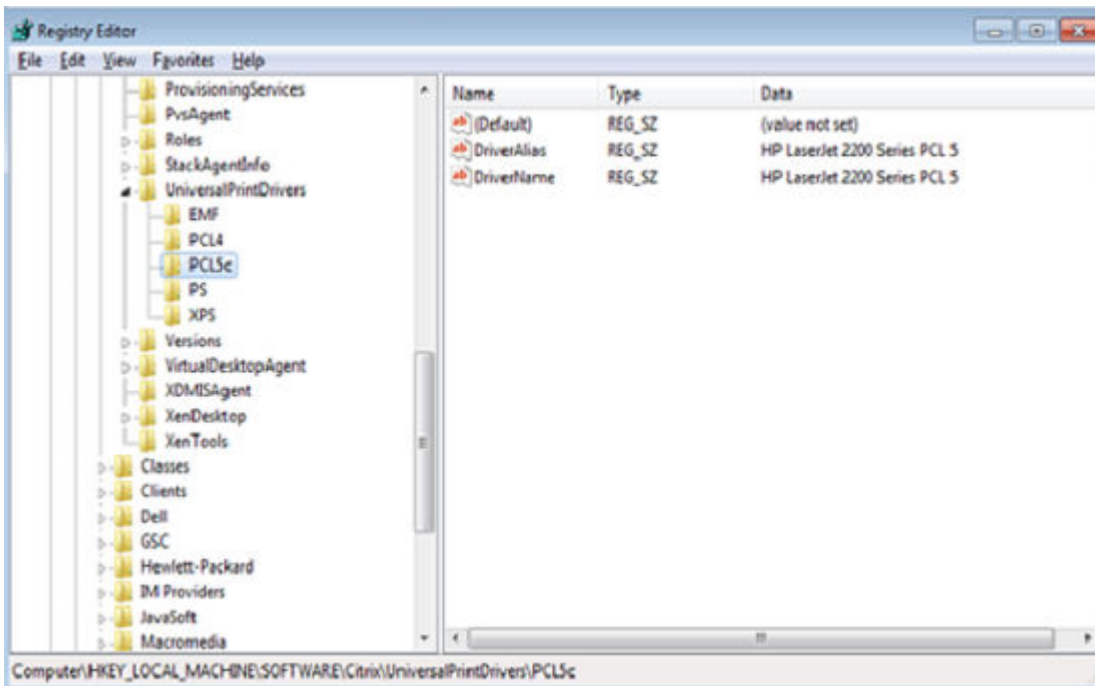 Registry Editor
File Edit View Favorites Help
ProvisioningServices
PvsAgent
Roles
StackAgentInfo
UniversalPrintDrivers
EMF
PCL4
PCL5c
PS
XPS
Versions
VirtualDesktopAgent
XDMISAgent
XenDesktop
XenTools
Classes
Clients
Dell
GSC
Hewlett-Packard
IM Providers
JavaSoft
Macromedia
Name Type Data
ab (Default) REG_SZ (value not set)
ab DriverAlias REG_SZ HP LaserJet 2200 Series PCL 5
ab DriverName REG_SZ HP LaserJet 2200 Series PCL 5
Computer\HKEY_LOCAL_MACHINE\SOFTWARE\Citrix\UniversalPrintDrivers\PCL5c